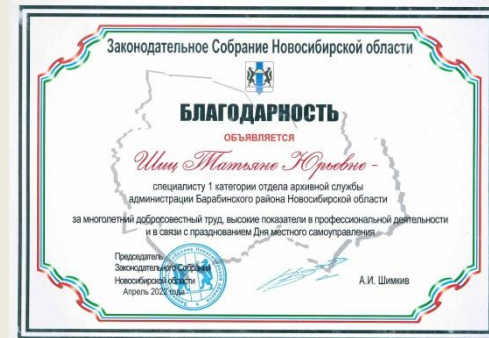 Законодательное Собрание Новосибирской области
БЛАГОДАРНОСТЬ
ОБЪЯВЛЯЕТСЯ
Шиц Татьяне Юрьевне -
специалисту 1 категории отдела архивной службы
администрации Барабинского района Новосибирской области
за многолетний добросовестный труд, высокие показатели в профессиональной деятельности
и в связи с празднованием Дня местного самоуправления
Председатель
Законодательного Собрания
Новосибирской области
А.И. Шимкив
Апрель 2022 года